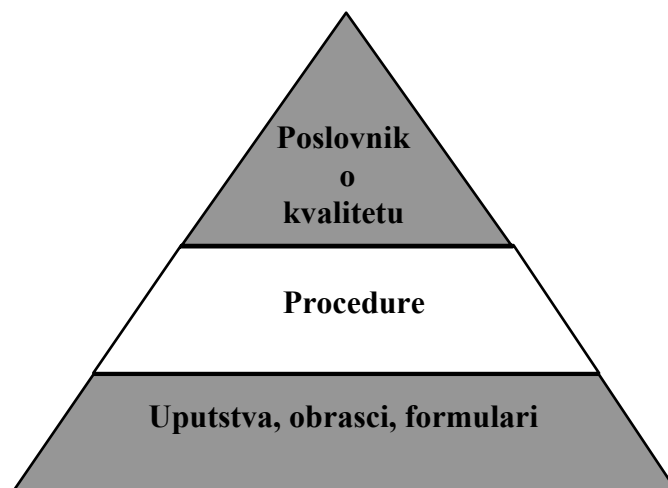 Poslovnik
o
kvalitetu
Procedure
Uputstva, obrasci, formulari